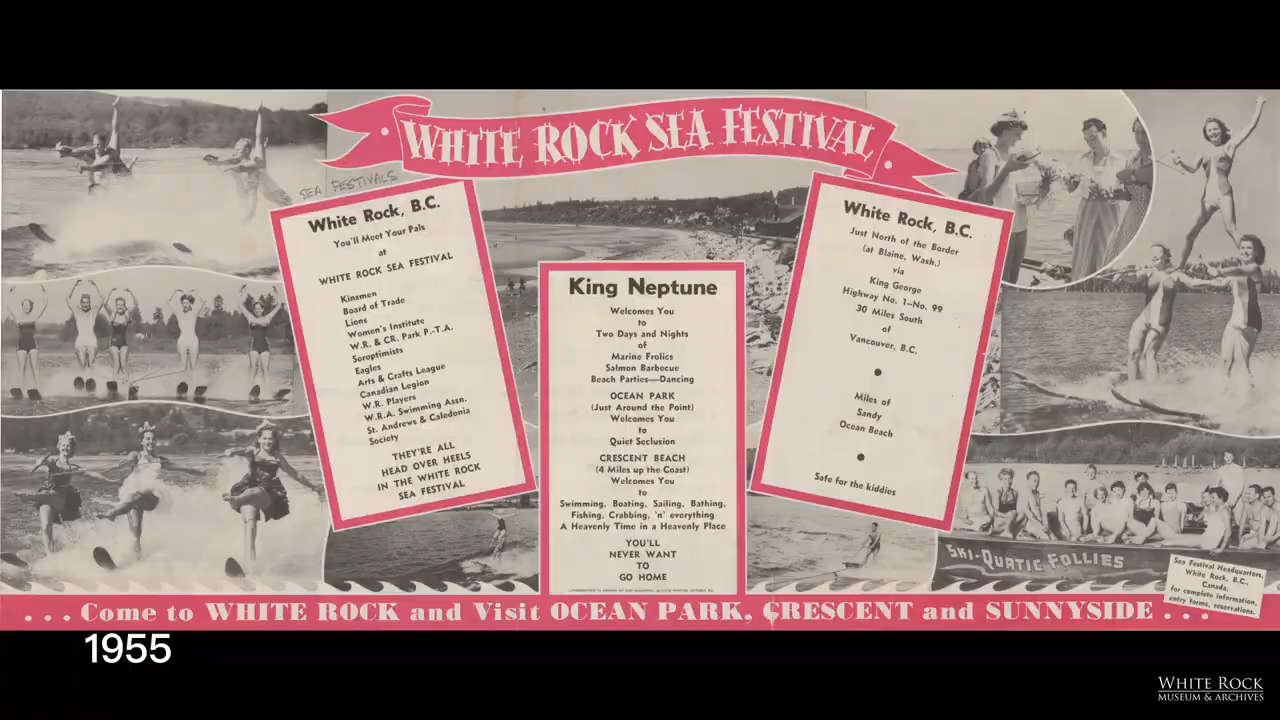 WHITE ROCK SEA FESTIVAL
SEA FESTIVALS
White Rock, B.C.
You'll Meet Your Pals
at
WHITE ROCK SEA FESTIVAL
Kinsmen
Board of Trade
Lions
Women's Institute
W.R. & CR. Park P.-T.A.
Soroptimists
Eagles
Arts & Crafts League
Canadian Legion
W.R. Players
W.R.A. Swimming Assn.
St. Andrews & Caledonia
Society
THEY'RE ALL
HEAD OVER HEELS
IN THE WHITE ROCK
SEA FESTIVAL
King Neptune
Welcomes You
to
Two Days and Nights
of
Marine Frolics
Salmon Barbecue
Beach Parties—Dancing
OCEAN PARK
(Just Around the Point)
Welcomes You
to
Quiet Seclusion
CRESCENT BEACH
(4 Miles up the Coast)
Welcomes You
to
Swimming, Boating, Sailing, Bathing,
Fishing, Crabbing, 'n' everything
A Heavenly Time in a Heavenly Place
YOU'LL
NEVER WANT
TO
GO HOME
White Rock, B.C.
Just North of the Border
(at Blaine, Wash.)
via
King George
Highway No. 1–No. 99
30 Miles South
of
Vancouver, B.C.
Miles of
Sandy
Ocean Beach
Safe for the kiddies
SKI-QUATIC FOLLIES
Sea Festival Headquarters,
White Rock, B.C.,
Canada.
for complete information,
entry forms, reservations.
. . . Come to WHITE ROCK and Visit OCEAN PARK, CRESCENT and SUNNYSIDE . . .
1955
WHITE ROCK
MUSEUM & ARCHIVES